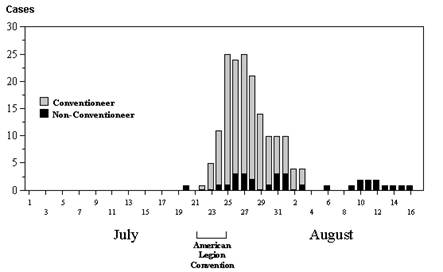 Cases
30
25
20
15
10
5
0
Conventioneer
Non-Conventioneer
1 5 9 13 17 21 25 29 2 6 10 14
3 7 11 15 19 23 27 31 4 8 12 16
July
American
Legion
Convention
August